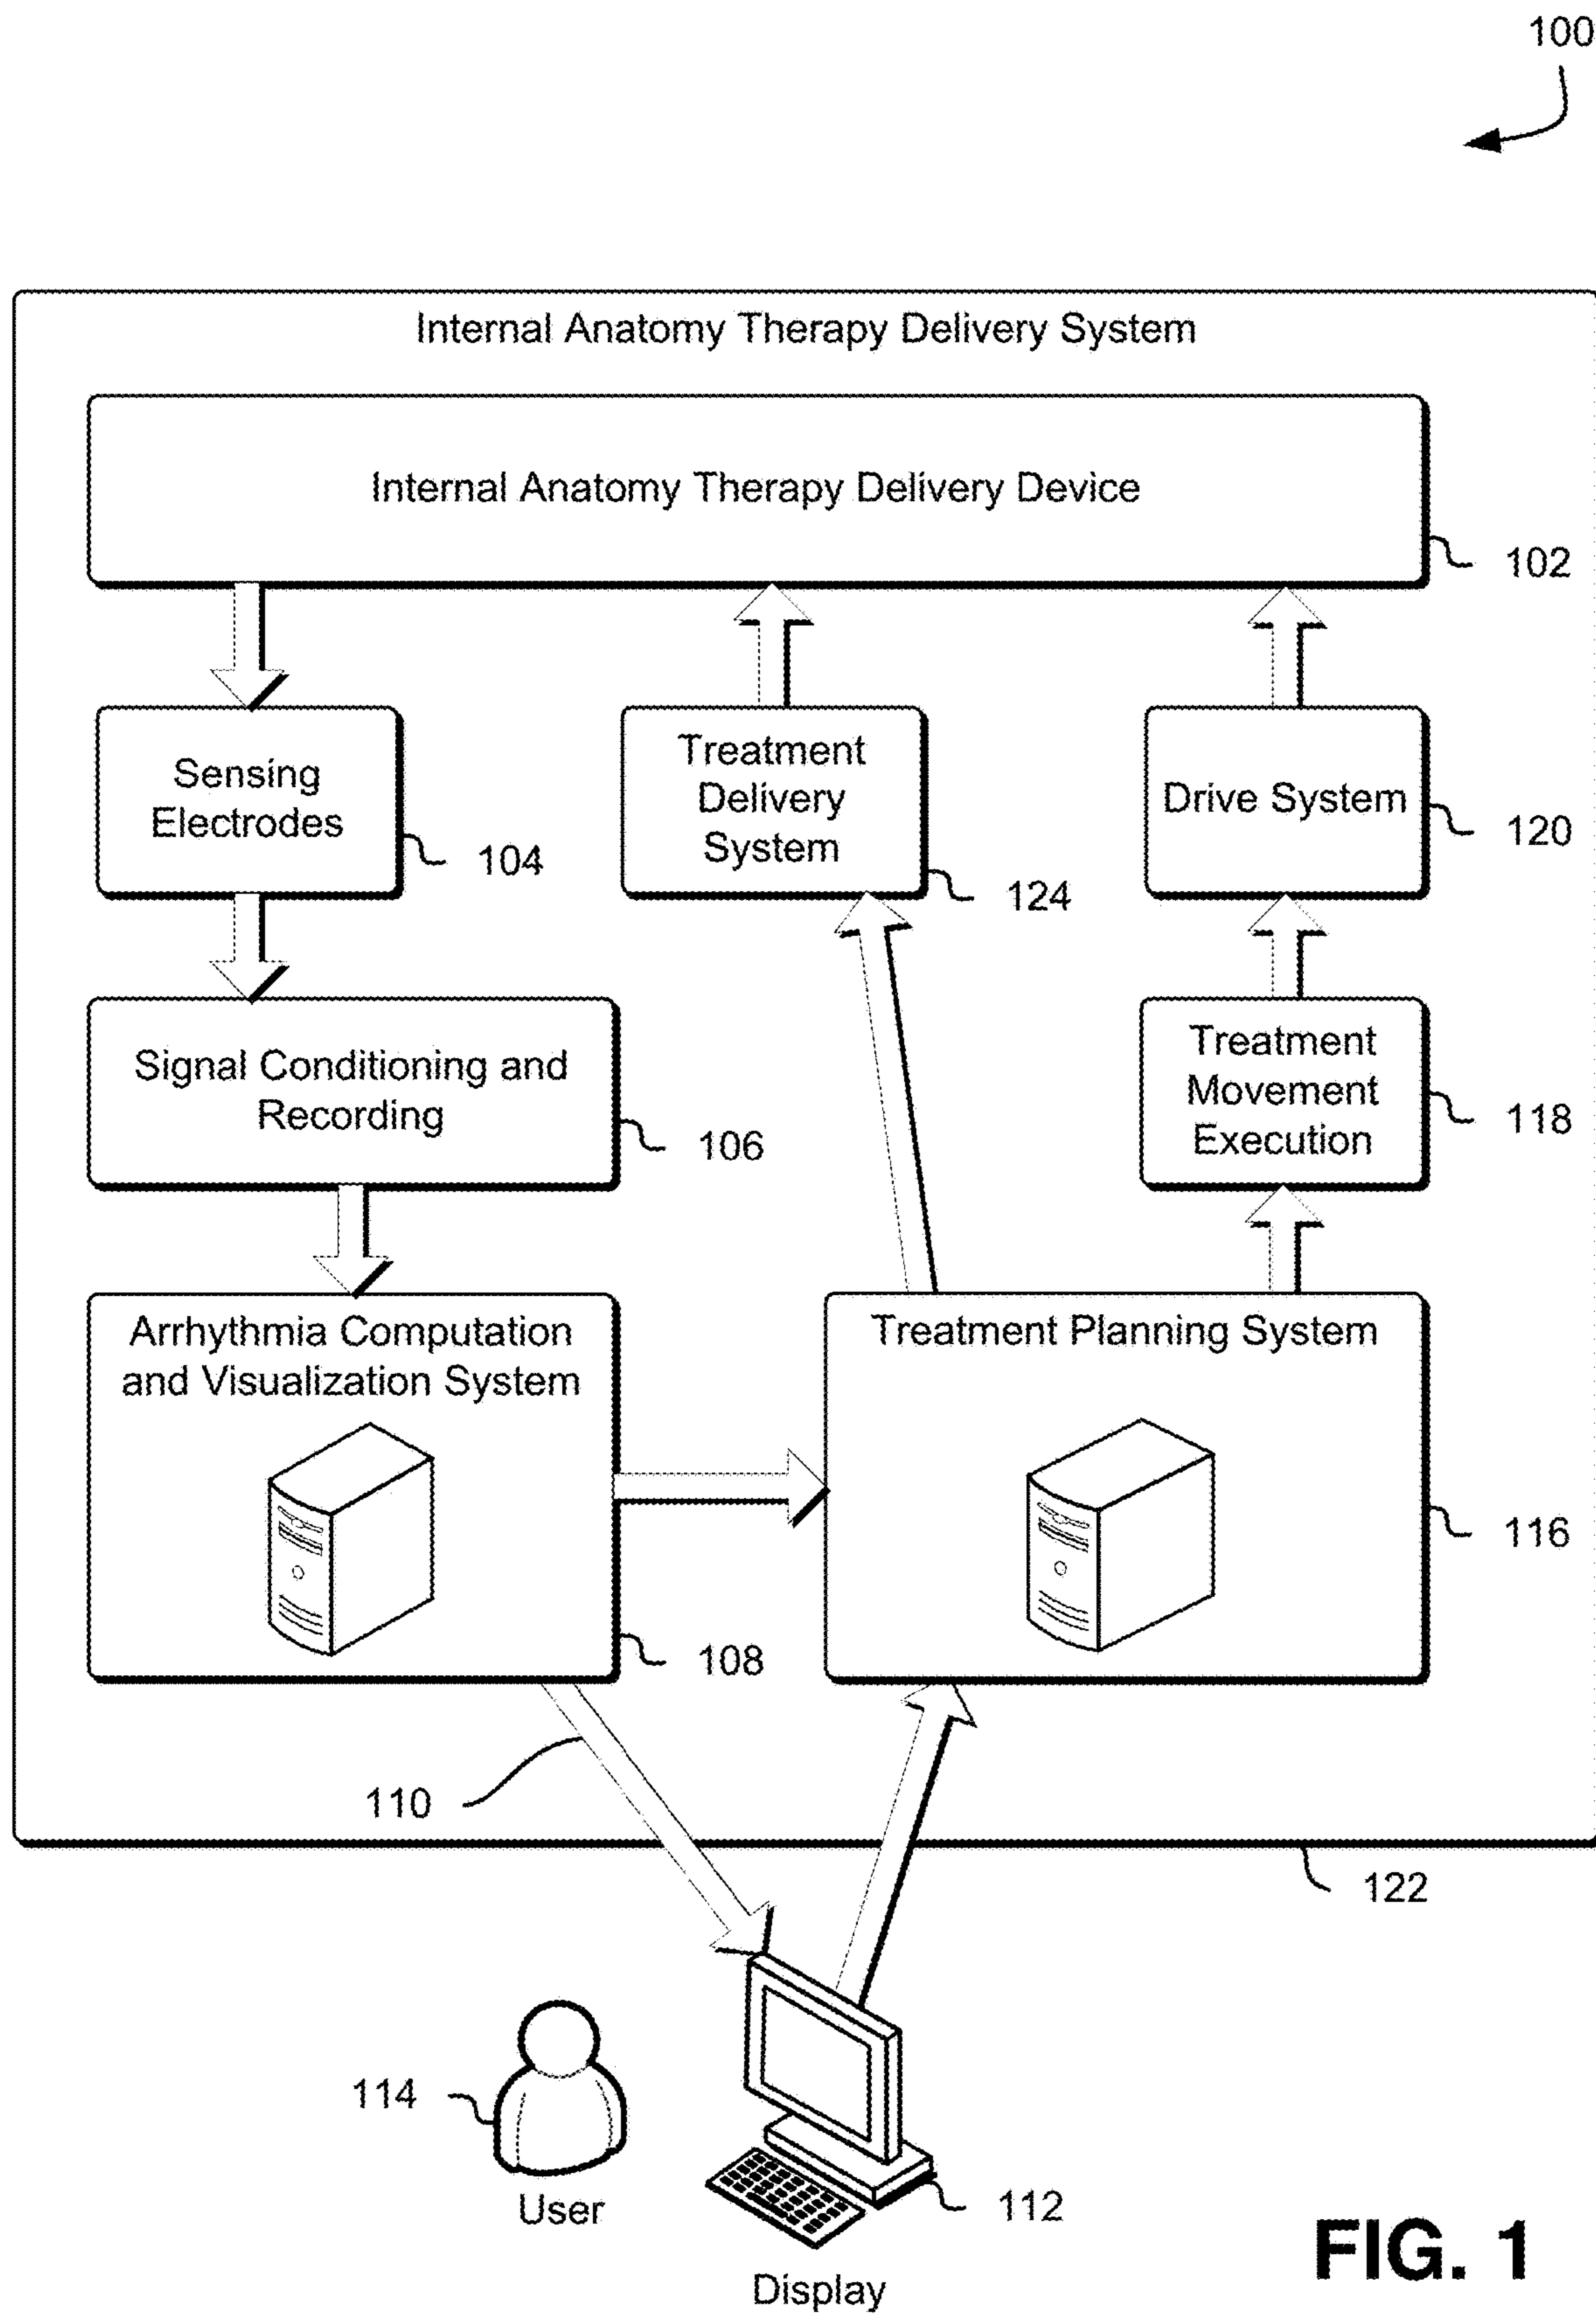 100
Internal Anatomy Therapy Delivery System
Internal Anatomy Therapy Delivery Device
102
Sensing
Electrodes
104
Treatment
Delivery
System
124
Drive System
120
Signal Conditioning and
Recording
106
Treatment
Movement
Execution
118
Arrhythmia Computation
and Visualization System
108
Treatment Planning System
116
110
122
114
User
112
Display
FIG. 1